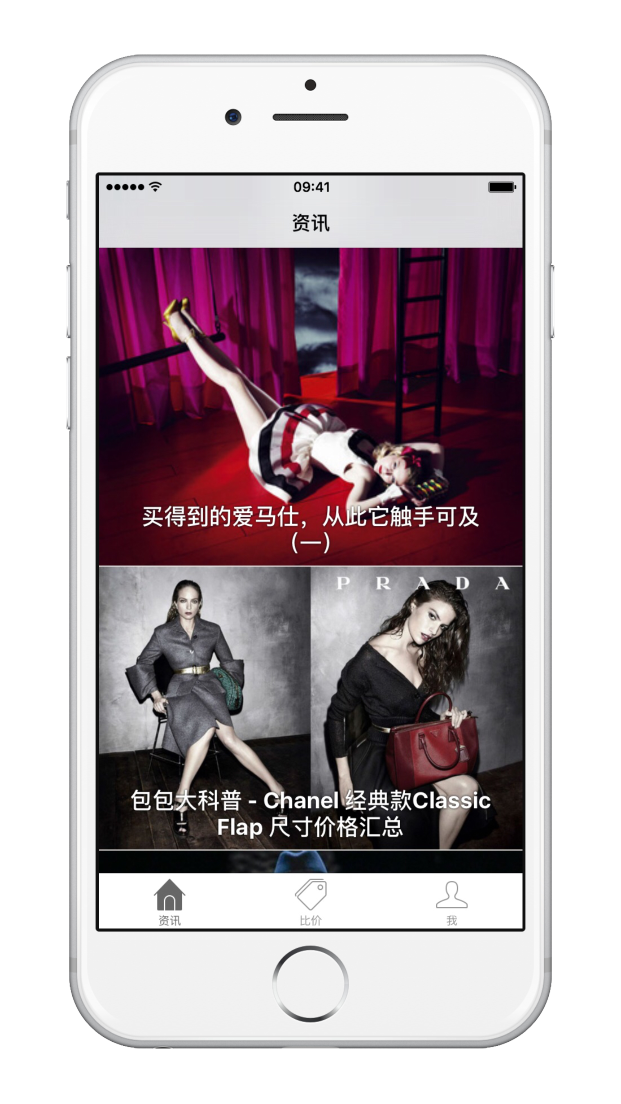 09:41
资讯
买得到的爱马仕，从此它触手可及
（一）
PRADA
包包大科普 - Chanel 经典款Classic
Flap 尺寸价格汇总
资讯
比价
我